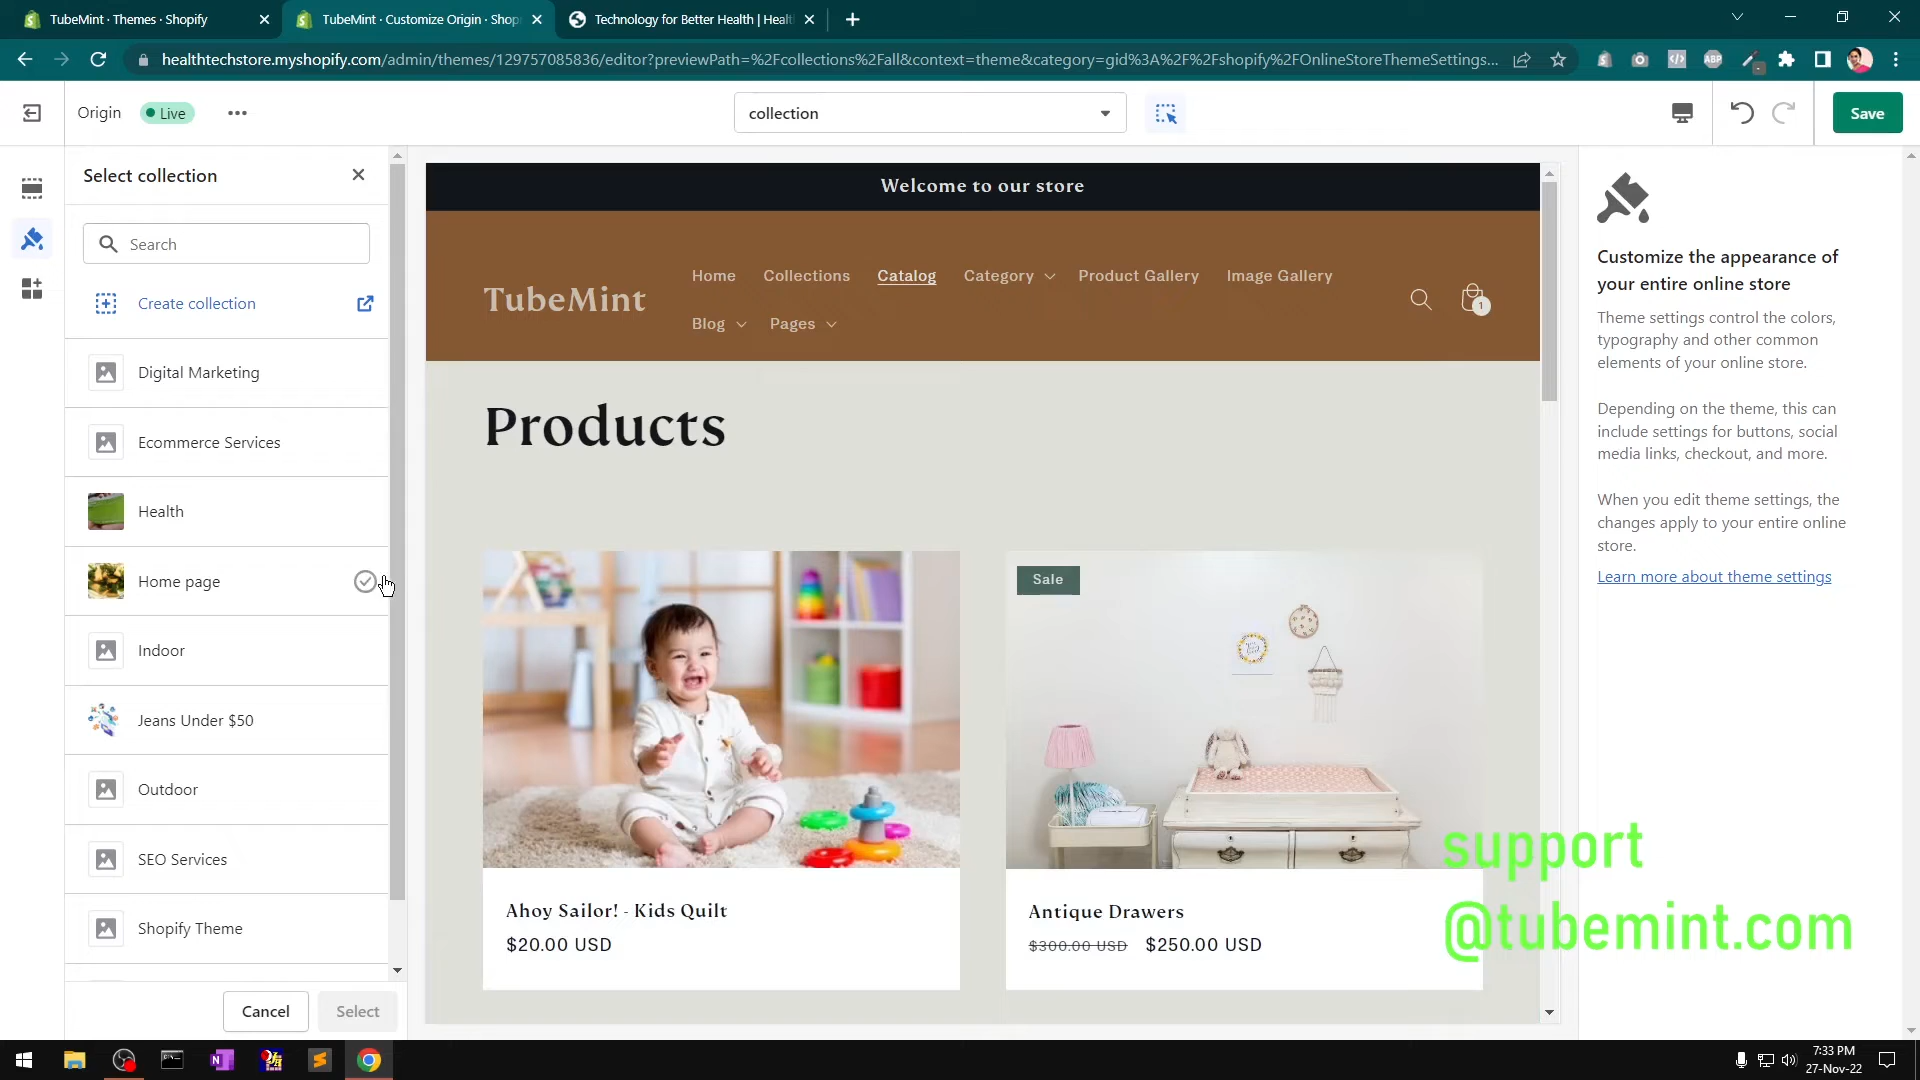 TubeMint · Themes · Shopify
TubeMint · Customize Origin · Shop
Technology for Better Health | Heal
healthtechstore.myshopify.com/admin/themes/129757085836/editor?previewPath=%2Fcollections%2Fall&context=theme&category=gid%3A%2F%2Fshopify%2FOnlineStoreThemeSettings...
ABP
Origin
Live
collection
Save
Select collection
Search
Create collection
Digital Marketing
Ecommerce Services
Health
Home page
Indoor
Jeans Under $50
Outdoor
SEO Services
Shopify Theme
Cancel
Select
Welcome to our store
TubeMint
Home Collections Catalog Category Product Gallery Image Gallery
Blog Pages
1
Products
Sale
Ahoy Sailor! - Kids Quilt
$20.00 USD
Antique Drawers
$300.00 USD $250.00 USD
Customize the appearance of
your entire online store
Theme settings control the colors,
typography and other common
elements of your online store.
Depending on the theme, this can
include settings for buttons, social
media links, checkout, and more.
When you edit theme settings, the
changes apply to your entire online
store.
Learn more about theme settings
support
@tubemint.com
7:33 PM
27-Nov-22